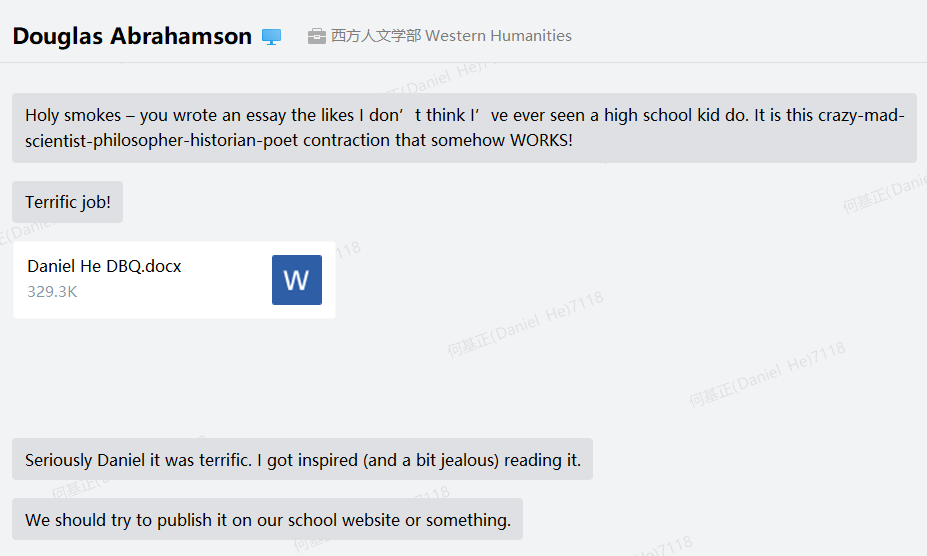 Douglas Abrahamson 西方人文学部 Western Humanities
Holy smokes – you wrote an essay the likes I don’t think I’ve ever seen a high school kid do. It is this crazy-mad-
scientist-philosopher-historian-poet contraction that somehow WORKS!
Terrific job!
Daniel He DBQ.docx
W
329.3K
何基正(Daniel He)7118
何基正(Daniel He)7118
Seriously Daniel it was terrific. I got inspired (and a bit jealous) reading it.
We should try to publish it on our school website or something.